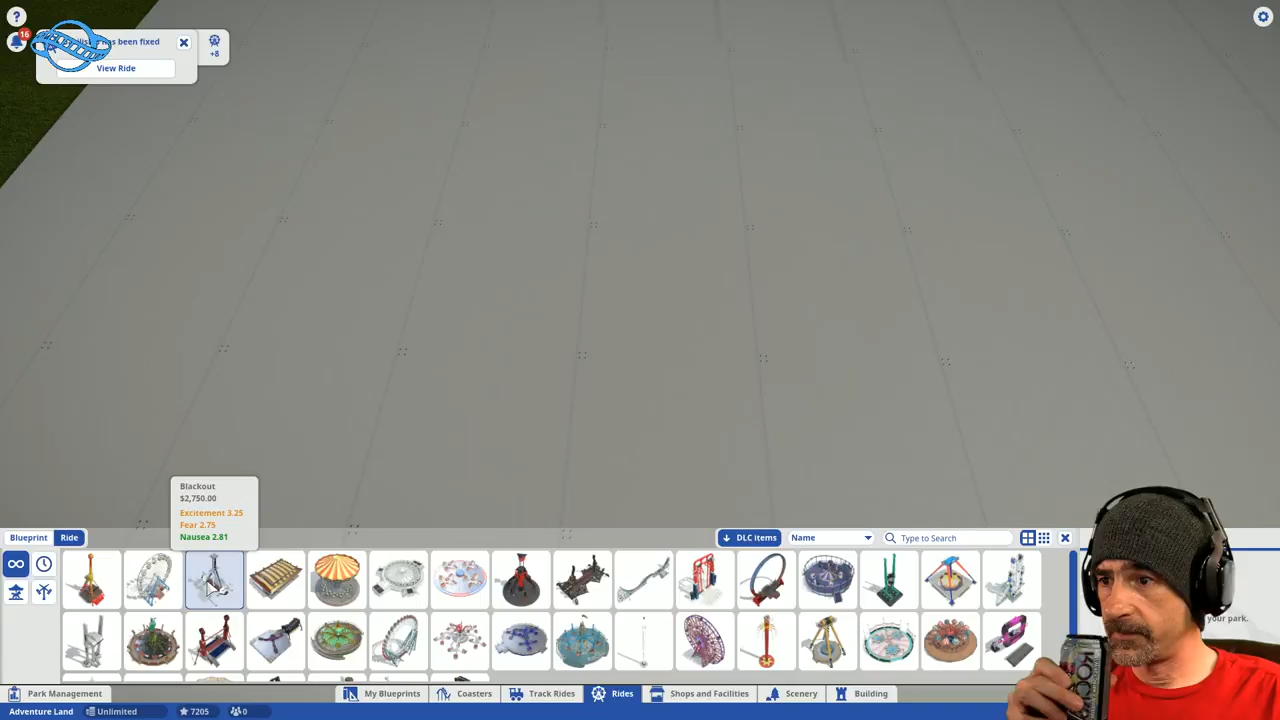 ?
16
has been fixed
+8
View Ride
Blackout
$2,750.00
Excitement 3.25
Fear 2.75
Nausea 2.81
Blueprint
Ride
DLC items
Name
Type to Search
your park.
Park Management
My Blueprints
Coasters
Track Rides
Rides
Shops and Facilities
Scenery
Building
Adventure Land
Unlimited
7205
0